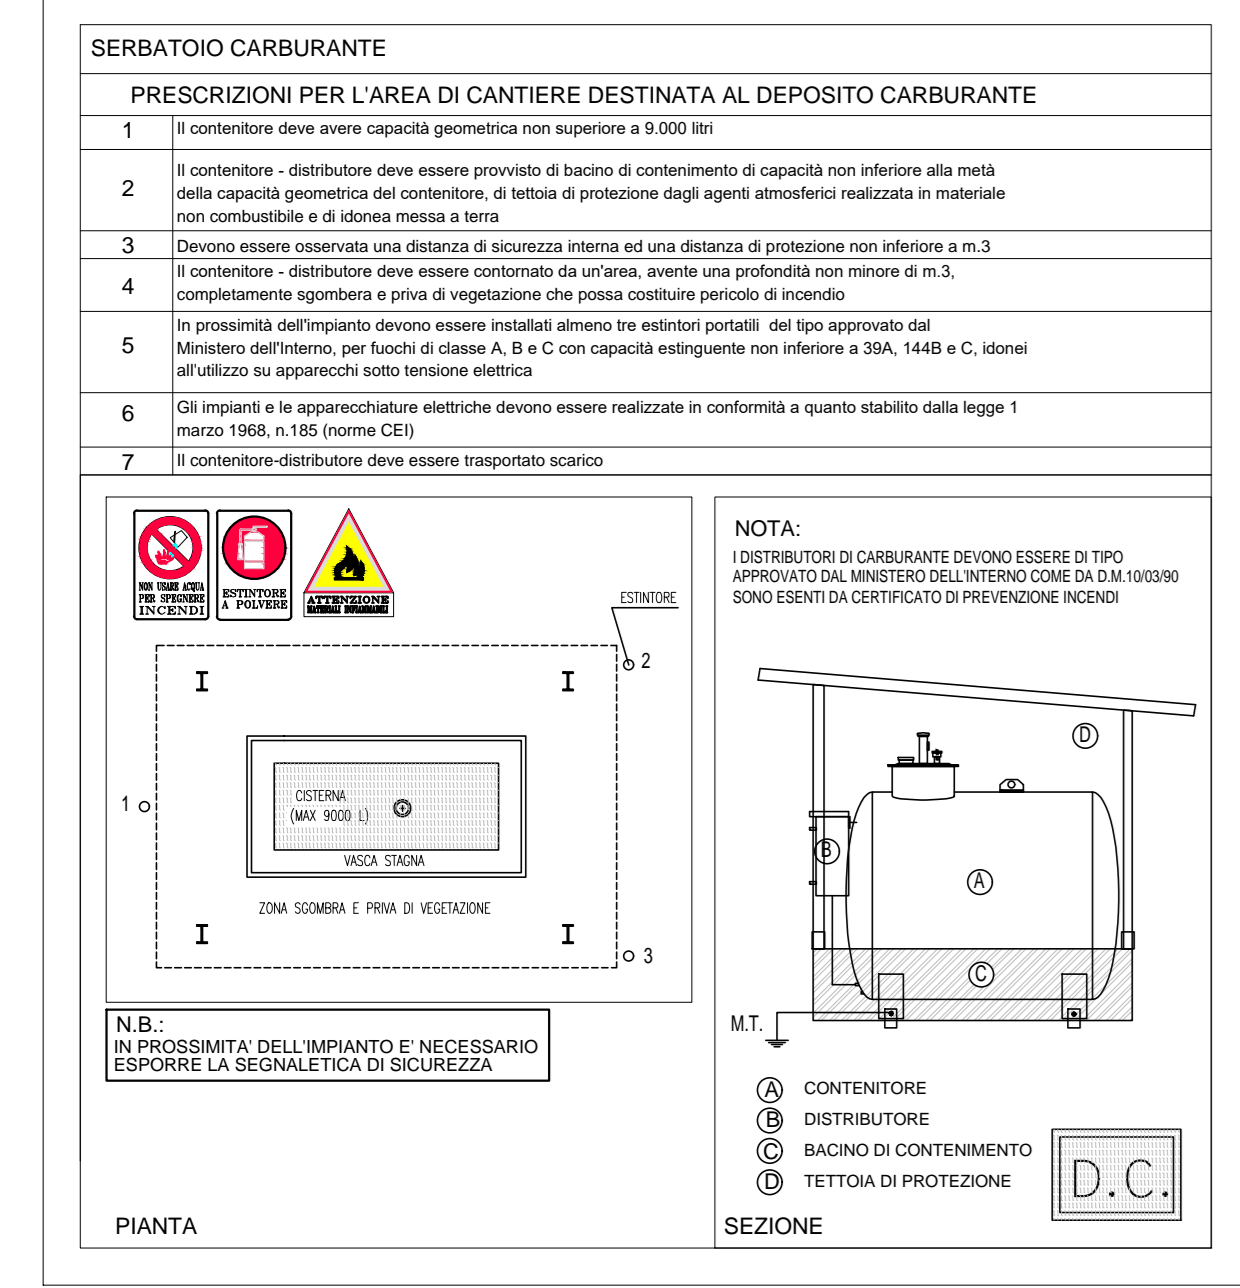 SERBATOIO CARBURANTE
PRESCRIZIONI PER L'AREA DI CANTIERE DESTINATA AL DEPOSITO CARBURANTE
1 Il contenitore deve avere capacità geometrica non superiore a 9.000 litri
2 Il contenitore - distributore deve essere provvisto di bacino di contenimento di capacità non inferiore alla metà
della capacità geometrica del contenitore, di tettoia di protezione dagli agenti atmosferici realizzata in materiale
non combustibile e di idonea messa a terra
3 Devono essere osservata una distanza di sicurezza interna ed una distanza di protezione non inferiore a m.3
4 Il contenitore - distributore deve essere contornato da un'area, avente una profondità non minore di m.3,
completamente sgombera e priva di vegetazione che possa costituire pericolo di incendio
5 In prossimità dell'impianto devono essere installati almeno tre estintori portatili del tipo approvato dal
Ministero dell'Interno, per fuochi di classe A, B e C con capacità estinguente non inferiore a 39A, 144B e C, idonei
all'utilizzo su apparecchi sotto tensione elettrica
6 Gli impianti e le apparecchiature elettriche devono essere realizzate in conformità a quanto stabilito dalla legge 1
marzo 1968, n.185 (norme CEI)
7 Il contenitore-distributore deve essere trasportato scarico
NON USARE ACQUA
PER SPEGNERE
INCENDI
ESTINTORE
A POLVERE
ATTENZIONE
MATERIALI INFIAMMABILI
ESTINTORE
2
1
CISTERNA
(MAX 9000 L)
VASCA STAGNA
ZONA SGOMBRA E PRIVA DI VEGETAZIONE
3
N.B.:
IN PROSSIMITA' DELL'IMPIANTO E' NECESSARIO
ESPORRE LA SEGNALETICA DI SICUREZZA
PIANTA
NOTA:
I DISTRIBUTORI DI CARBURANTE DEVONO ESSERE DI TIPO
APPROVATO DAL MINISTERO DELL'INTERNO COME DA D.M.10/03/90
SONO ESENTI DA CERTIFICATO DI PREVENZIONE INCENDI
D
B
A
C
M.T.
A CONTENITORE
B DISTRIBUTORE
C BACINO DI CONTENIMENTO
D TETTOIA DI PROTEZIONE
D.C.
SEZIONE